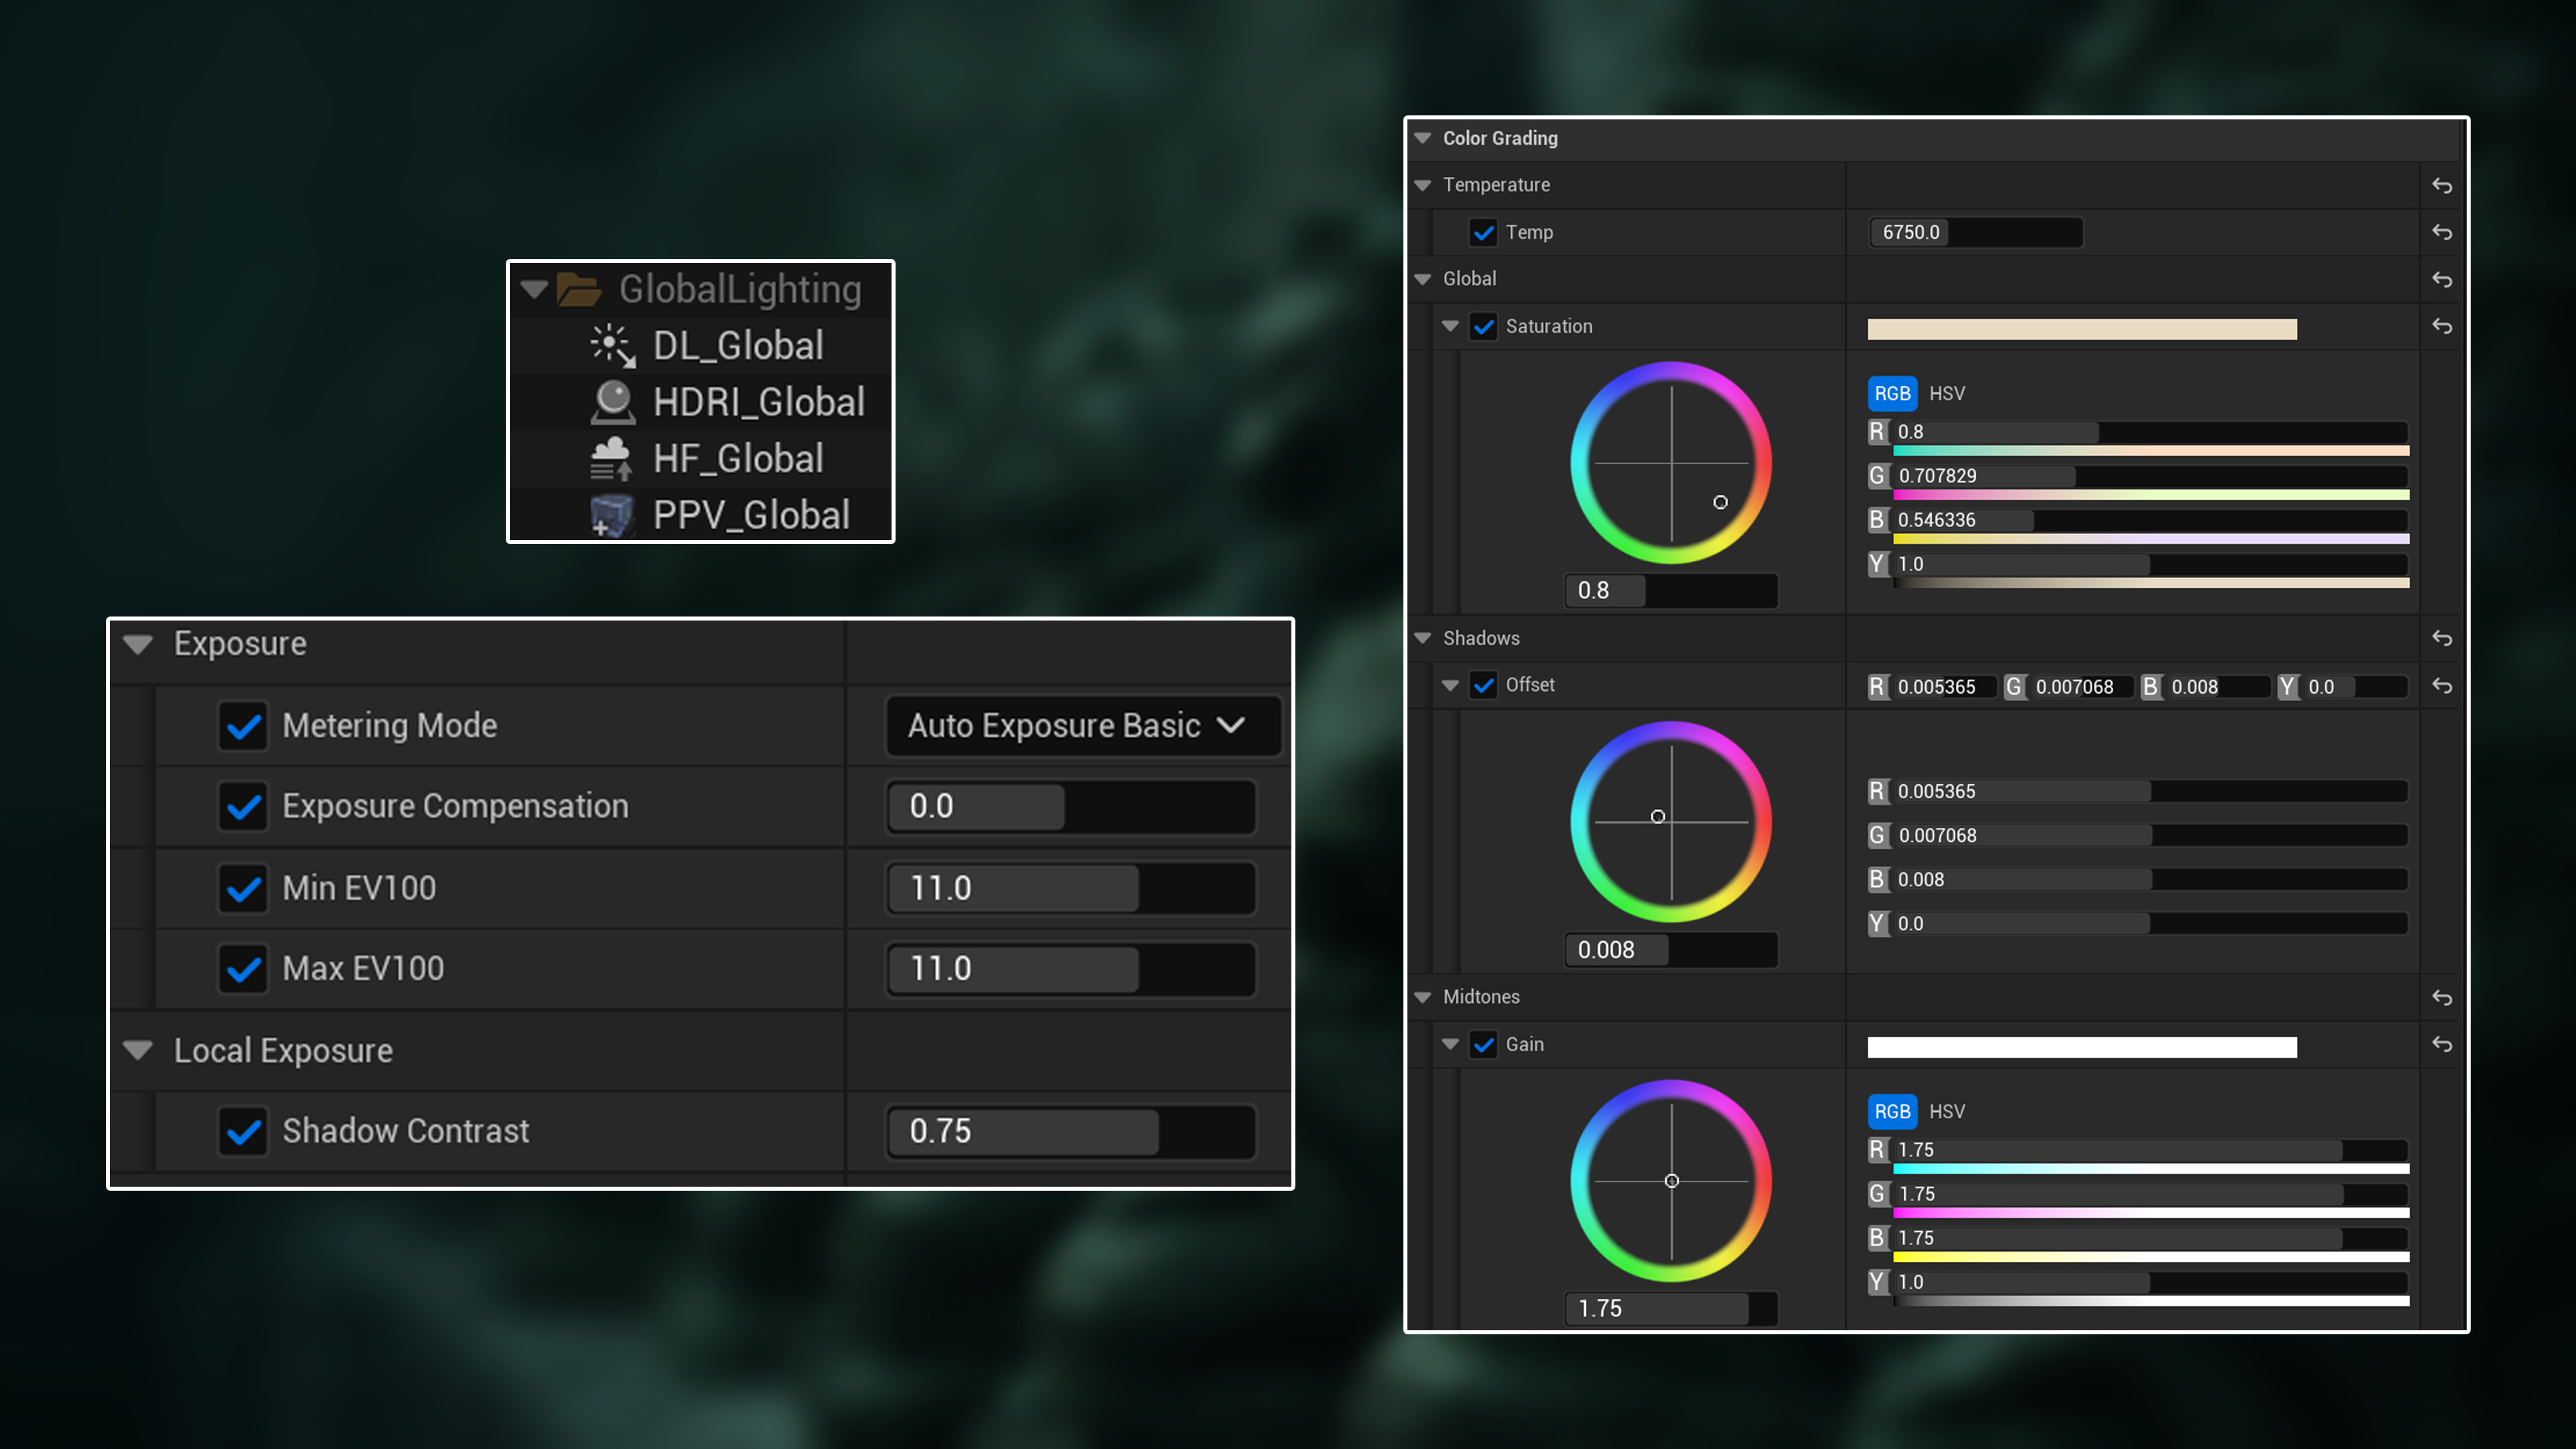 GlobalLighting
DL_Global
HDRI_Global
HF_Global
PPV_Global
Exposure
Metering Mode Auto Exposure Basic
Exposure Compensation 0.0
Min EV100 11.0
Max EV100 11.0
Local Exposure
Shadow Contrast 0.75
Color Grading
Temperature
Temp 6750.0
Global
Saturation
RGB HSV
R 0.8
G 0.707829
B 0.546336
Y 1.0
0.8
Shadows
Offset R 0.005365 G 0.007068 B 0.008 Y 0.0
R 0.005365
G 0.007068
B 0.008
Y 0.0
0.008
Midtones
Gain
RGB HSV
R 1.75
G 1.75
B 1.75
Y 1.0
1.75